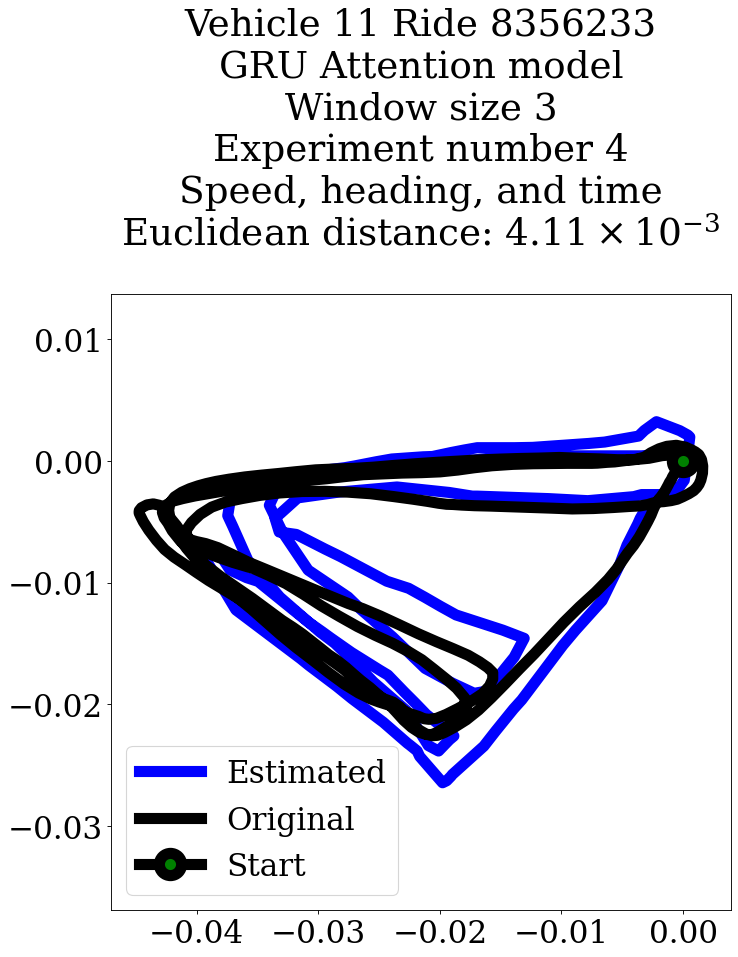 Vehicle 11 Ride 8356233
GRU Attention model
Window size 3
Experiment number 4
Speed, heading, and time
Euclidean distance: 4.11 × 10⁻³
0.01
0.00
−0.01
−0.02
−0.03
Estimated
Original
Start
−0.04 −0.03 −0.02 −0.01 0.00